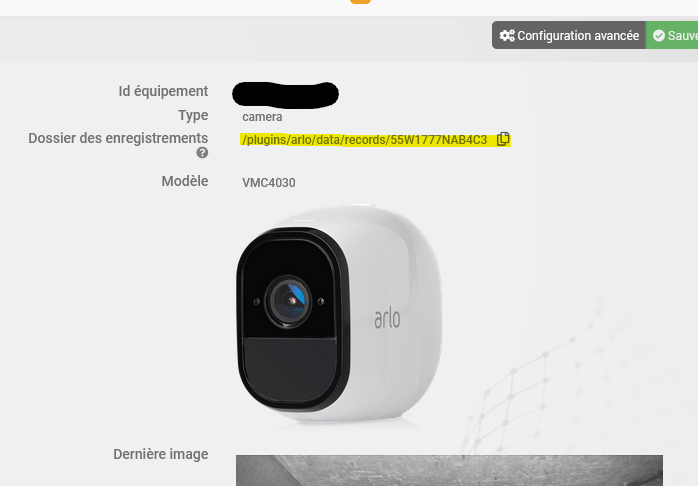 Configuration avancée
Id équipement
Type camera
Dossier des enregistrements /plugins/arlo/data/records/55W1777NAB4C3
Modèle VMC4030
arlo
Dernière image